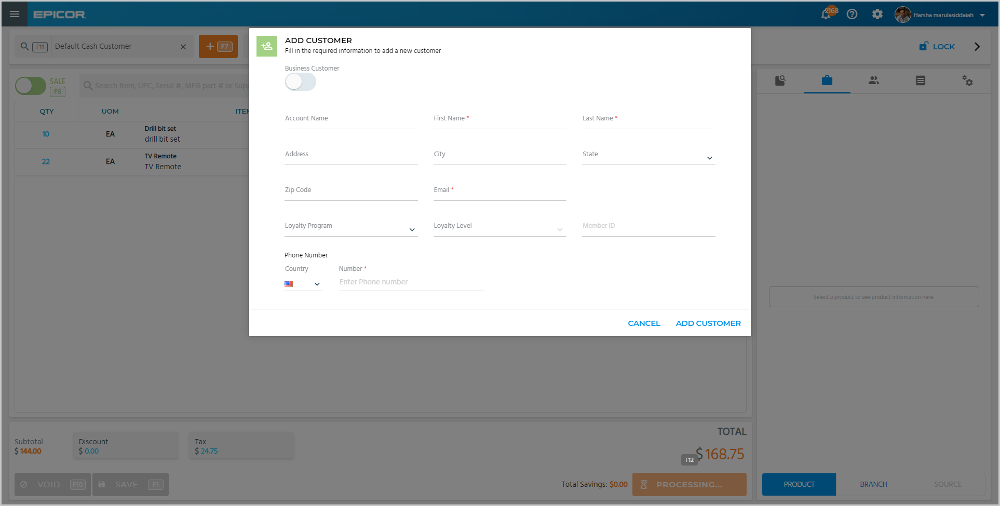 EPICOR
2168
Harsha marulasiddaiah
F11
Default Cash Customer
F7
LOCK
ADD CUSTOMER
Fill in the required information to add a new customer
Business Customer
SALE
F8
Search Item, UPC, Serial #, MFG part # or Sup
QTY
UOM
ITE
10
EA
Drill bit set
drill bit set
22
EA
TV Remote
TV Remote
Account Name
First Name *
Last Name *
Address
City
State
Zip Code
Email *
Loyalty Program
Loyalty Level
Member ID
Phone Number
Country
Number *
Enter Phone number
CANCEL
ADD CUSTOMER
Select a product to see product information here.
Subtotal
$ 144.00
Discount
$ 0.00
Tax
$ 24.75
TOTAL
F12
$ 168.75
VOID
F10
SAVE
F1
Total Savings: $0.00
PROCESSING...
PRODUCT
BRANCH
SOURCE